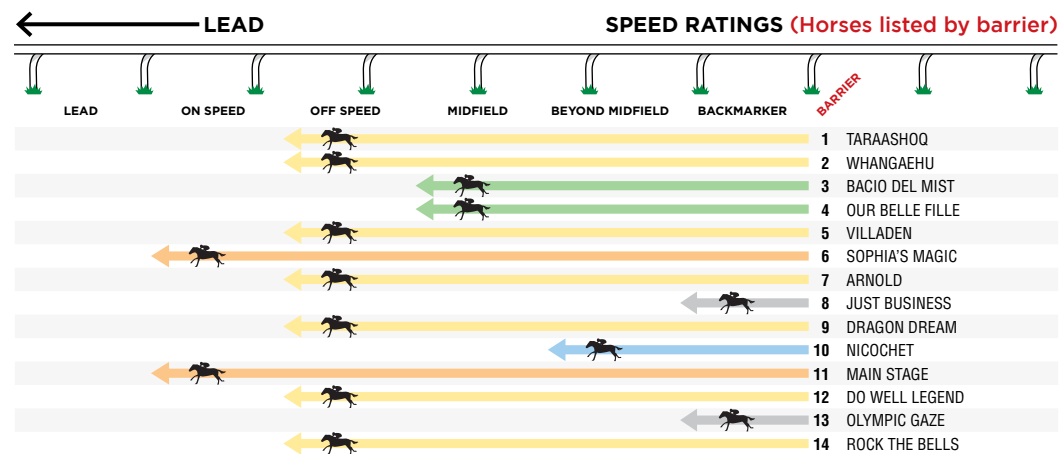 LEAD
SPEED RATINGS (Horses listed by barrier)
LEAD ON SPEED OFF SPEED MIDFIELD BEYOND MIDFIELD BACKMARKER BARRIER
1 TARAASHOQ
2 WHANGAEHU
3 BACIO DEL MIST
4 OUR BELLE FILLE
5 VILLADEN
6 SOPHIA'S MAGIC
7 ARNOLD
8 JUST BUSINESS
9 DRAGON DREAM
10 NICOCHET
11 MAIN STAGE
12 DO WELL LEGEND
13 OLYMPIC GAZE
14 ROCK THE BELLS